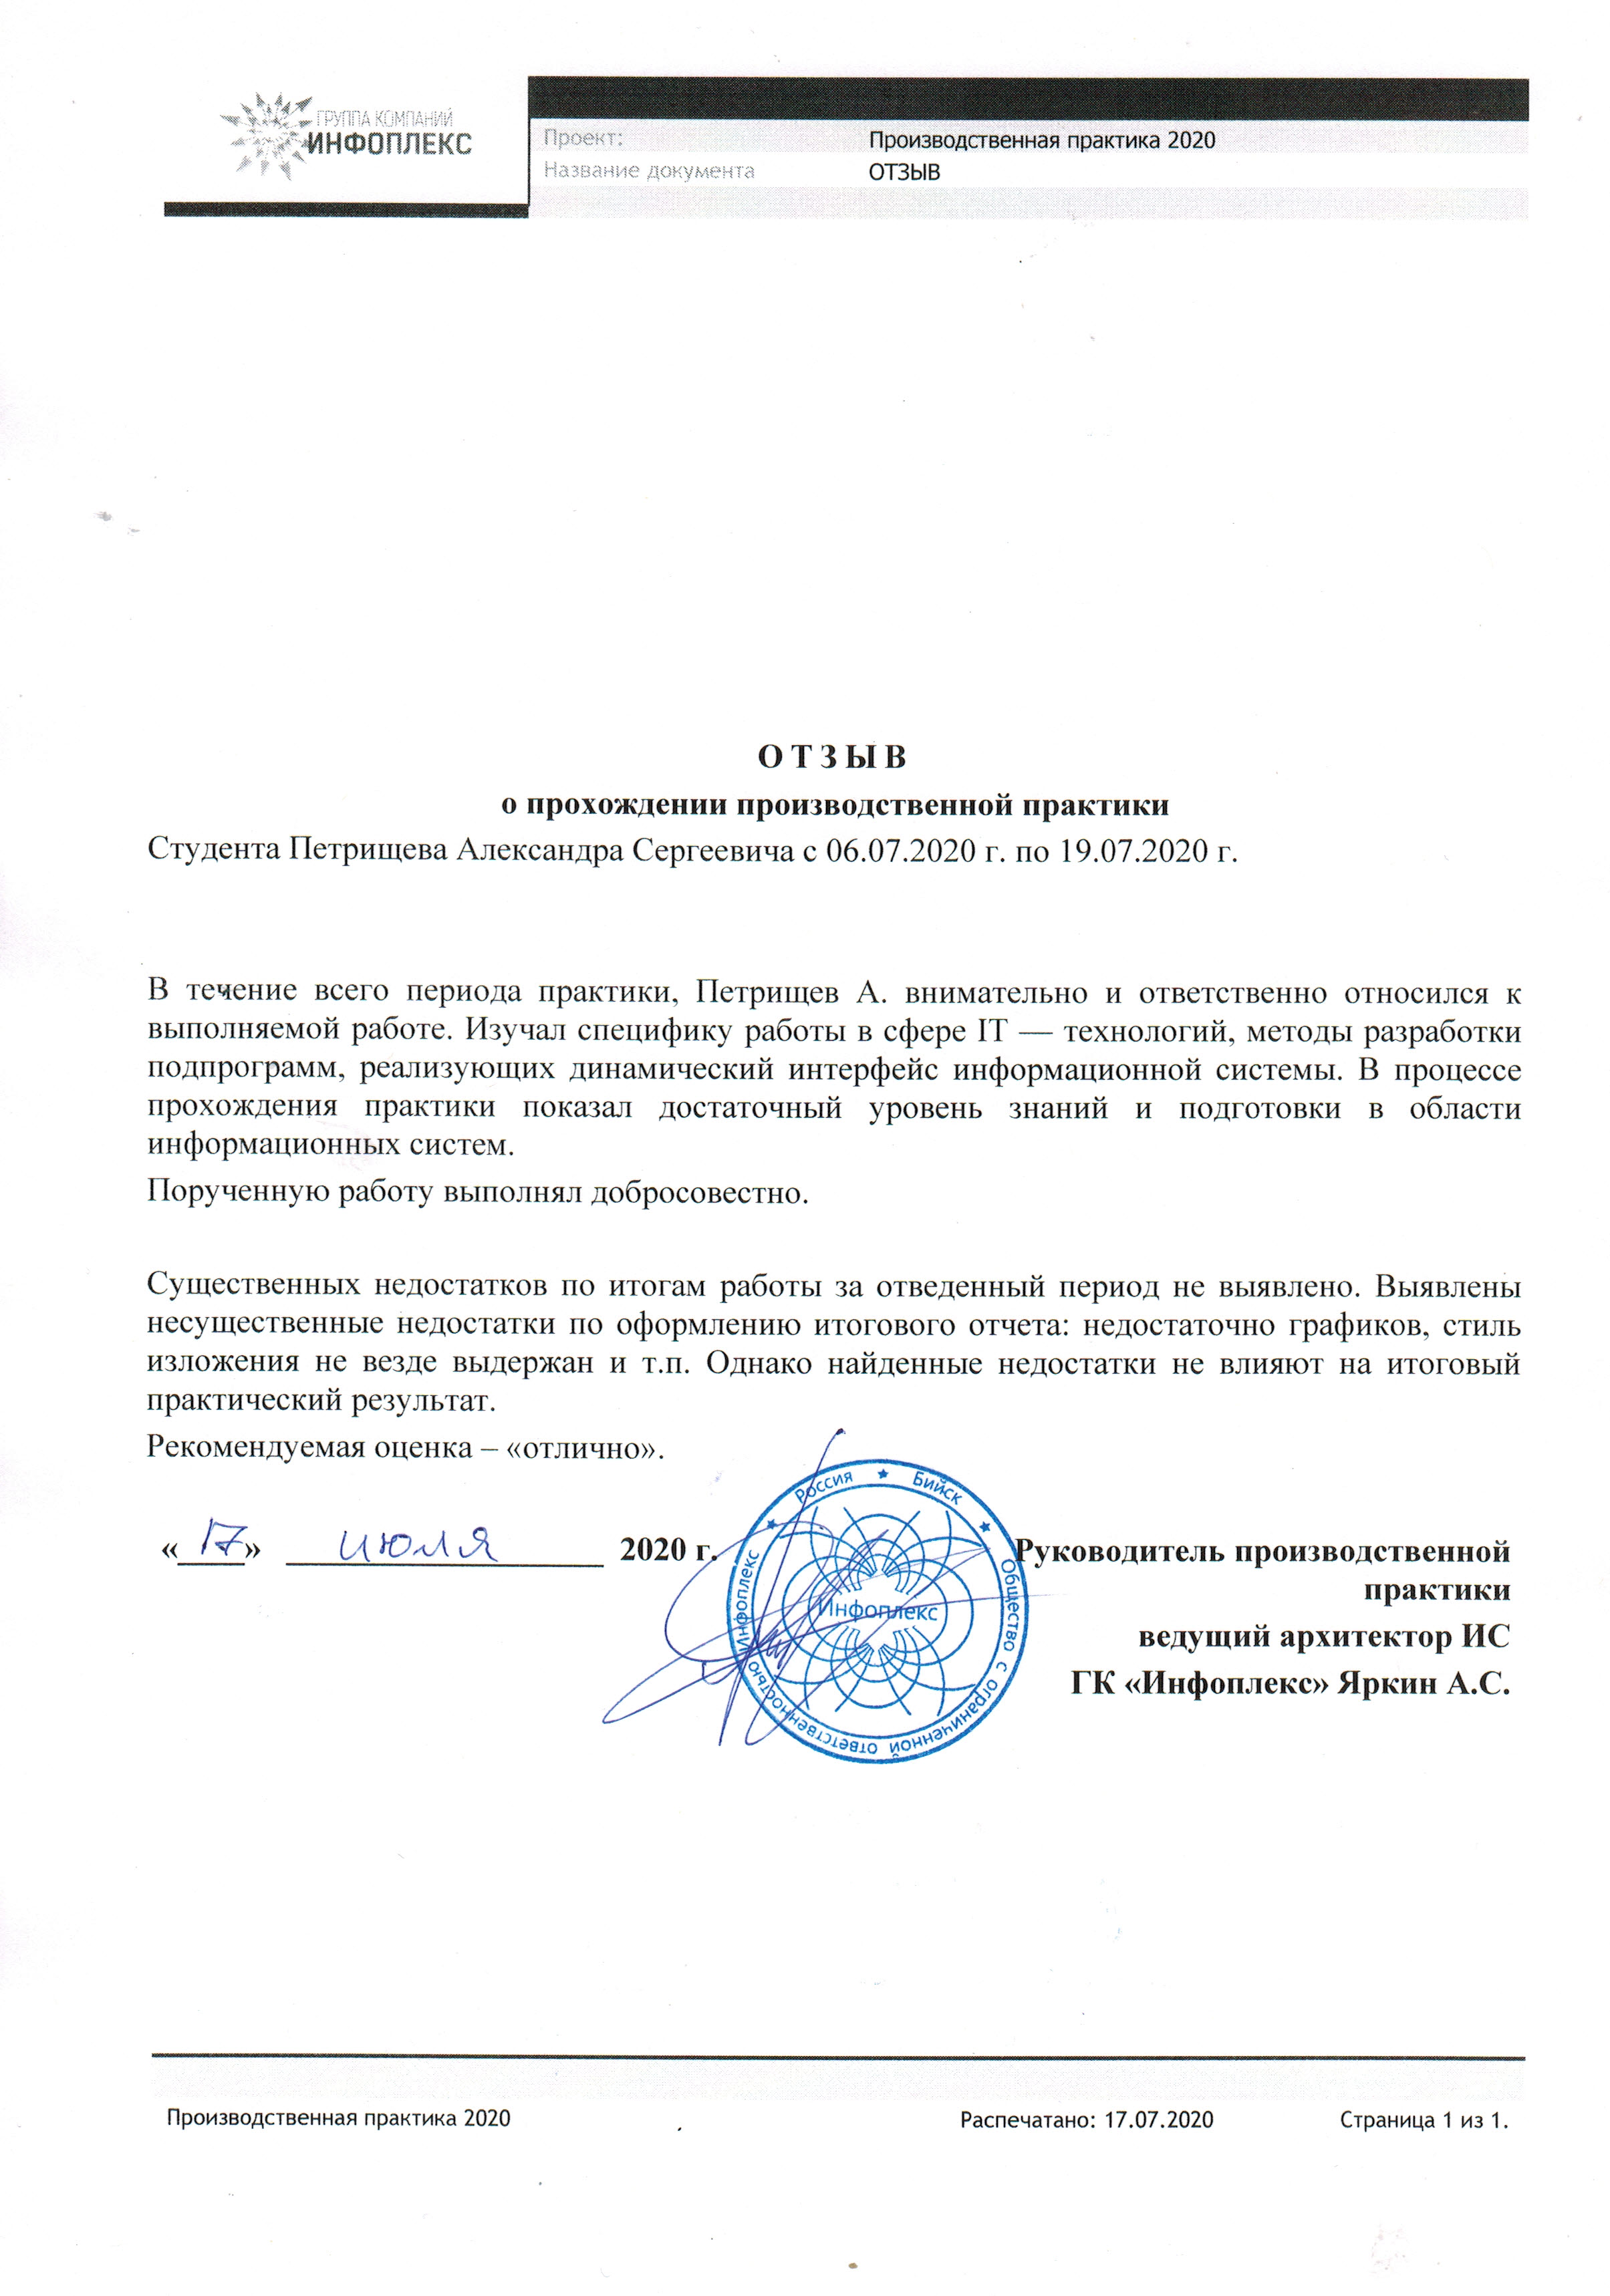 ГРУППА КОМПАНИЙ
ИНФОПЛЕКС
Проект: Производственная практика 2020
Название документа ОТЗЫВ
ОТЗЫВ
о прохождении производственной практики
Студента Петрищева Александра Сергеевича с 06.07.2020 г. по 19.07.2020 г.
В течение всего периода практики, Петрищев А. внимательно и ответственно относился к
выполняемой работе. Изучал специфику работы в сфере IT — технологий, методы разработки
подпрограмм, реализующих динамический интерфейс информационной системы. В процессе
прохождения практики показал достаточный уровень знаний и подготовки в области
информационных систем.
Порученную работу выполнял добросовестно.
Существенных недостатков по итогам работы за отведенный период не выявлено. Выявлены
несущественные недостатки по оформлению итогового отчета: недостаточно графиков, стиль
изложения не везде выдержан и т.п. Однако найденные недостатки не влияют на итоговый
практический результат.
Рекомендуемая оценка – «отлично».
«17» июля 2020 г.
Руководитель производственной
практики
ведущий архитектор ИС
ГК «Инфоплекс» Яркин А.С.
Россия ★ Бийск ★ Общество с ограниченной ответственностью Инфоплекс ★
Инфоплекс
Производственная практика 2020 Распечатано: 17.07.2020 Страница 1 из 1.